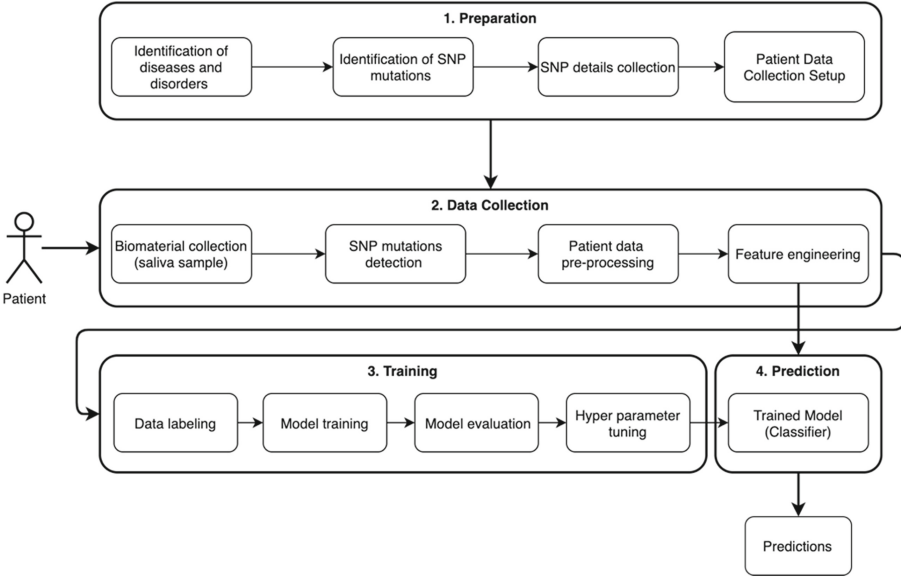 1. Preparation
Identification of
diseases and
disorders
Identification of SNP
mutations
SNP details collection
Patient Data
Collection Setup
2. Data Collection
Patient
Biomaterial collection
(saliva sample)
SNP mutations
detection
Patient data
pre-processing
Feature engineering
3. Training
Data labeling
Model training
Model evaluation
Hyper parameter
tuning
4. Prediction
Trained Model
(Classifier)
Predictions